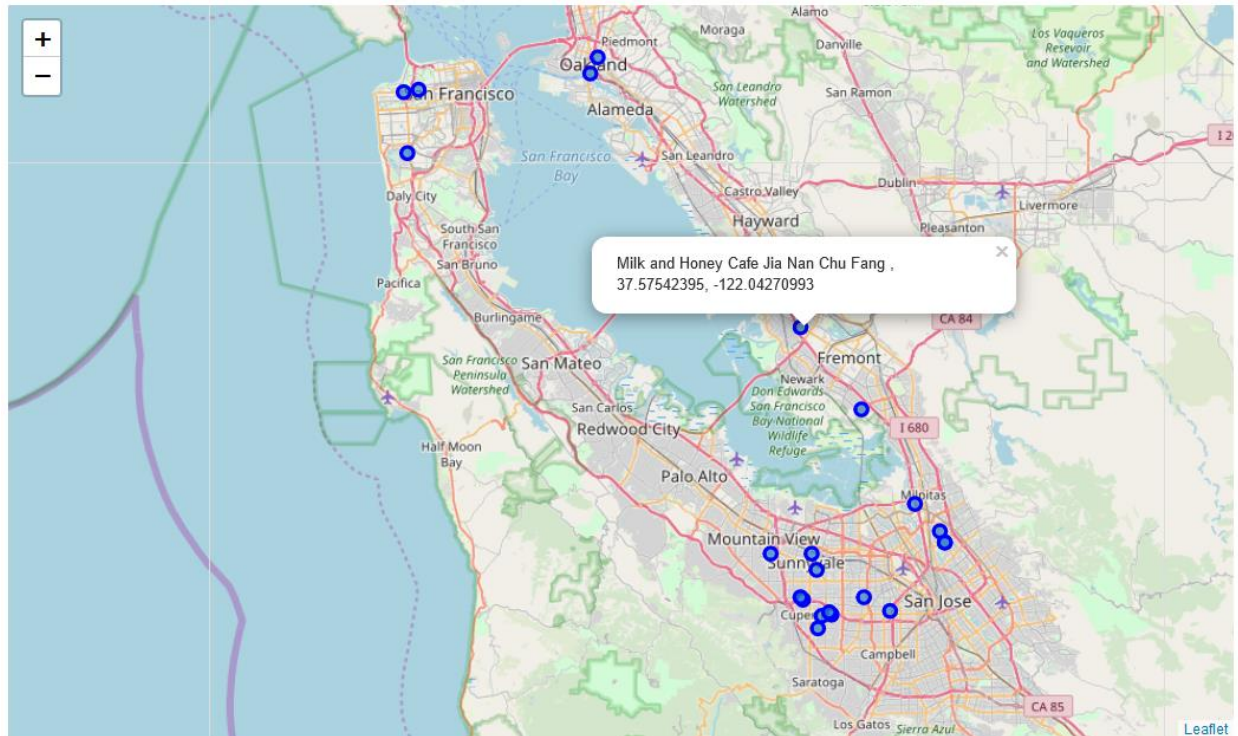 +
−
Alamo
Moraga
Piedmont
Danville
Los Vaqueros
Resevoir
and Watershed
Oakland
San Leandro
Watershed
San Ramon
San Francisco
Alameda
San Francisco
Bay
San Leandro
Castro Valley
Dublin
Livermore
Daly City
Hayward
Pleasanton
South San
Francisco
San Bruno
Pacifica
Milk and Honey Cafe Jia Nan Chu Fang ,
37.57542395, -122.04270993
×
Burlingame
CA 84
San Francisco
Peninsula
Watershed
San Mateo
Fremont
Newark
Don Edwards
San Francisco
Bay National
Wildlife
Refuge
San Carlos
Redwood City
I 680
Half Moon
Bay
Palo Alto
Milpitas
Mountain View
Sunnyvale
San Jose
Campbell
Saratoga
CA 85
Los Gatos
Sierra Azul
Leaflet